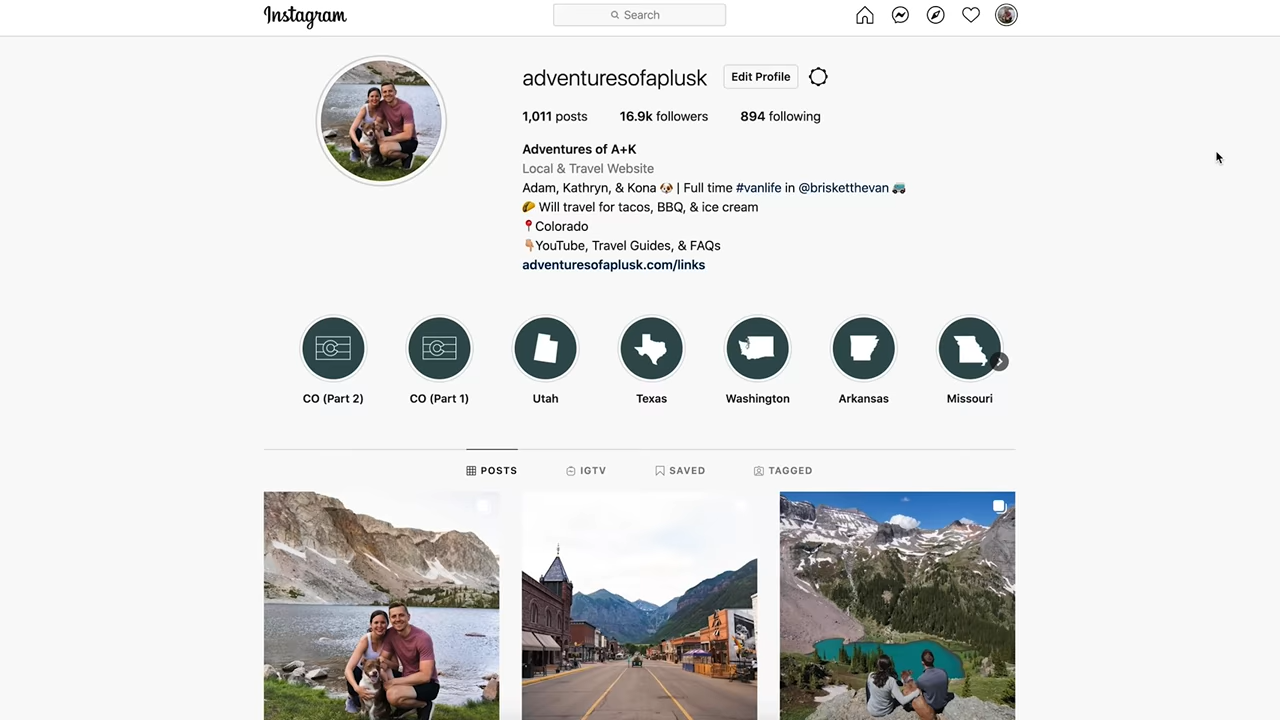 Instagram
Search
adventuresofaplusk Edit Profile
1,011 posts 16.9k followers 894 following
Adventures of A+K
Local & Travel Website
Adam, Kathryn, & Kona 🐶 | Full time #vanlife in @brisketthevan 🚙
🌮 Will travel for tacos, BBQ, & ice cream
📍Colorado
👇🏼YouTube, Travel Guides, & FAQs
adventuresofaplusk.com/links
CO (Part 2) CO (Part 1) Utah Texas Washington Arkansas Missouri
POSTS IGTV SAVED TAGGED